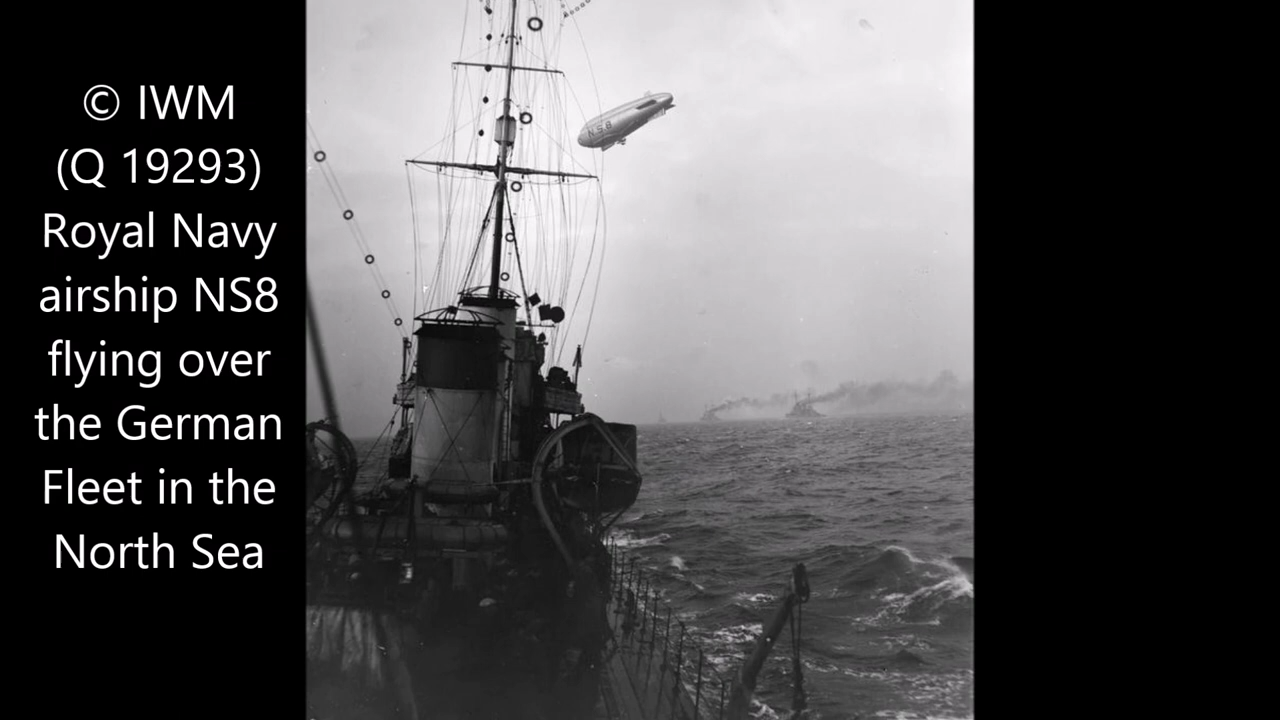 © IWM
(Q 19293)
Royal Navy
airship NS8
flying over
the German
Fleet in the
North Sea
NS8